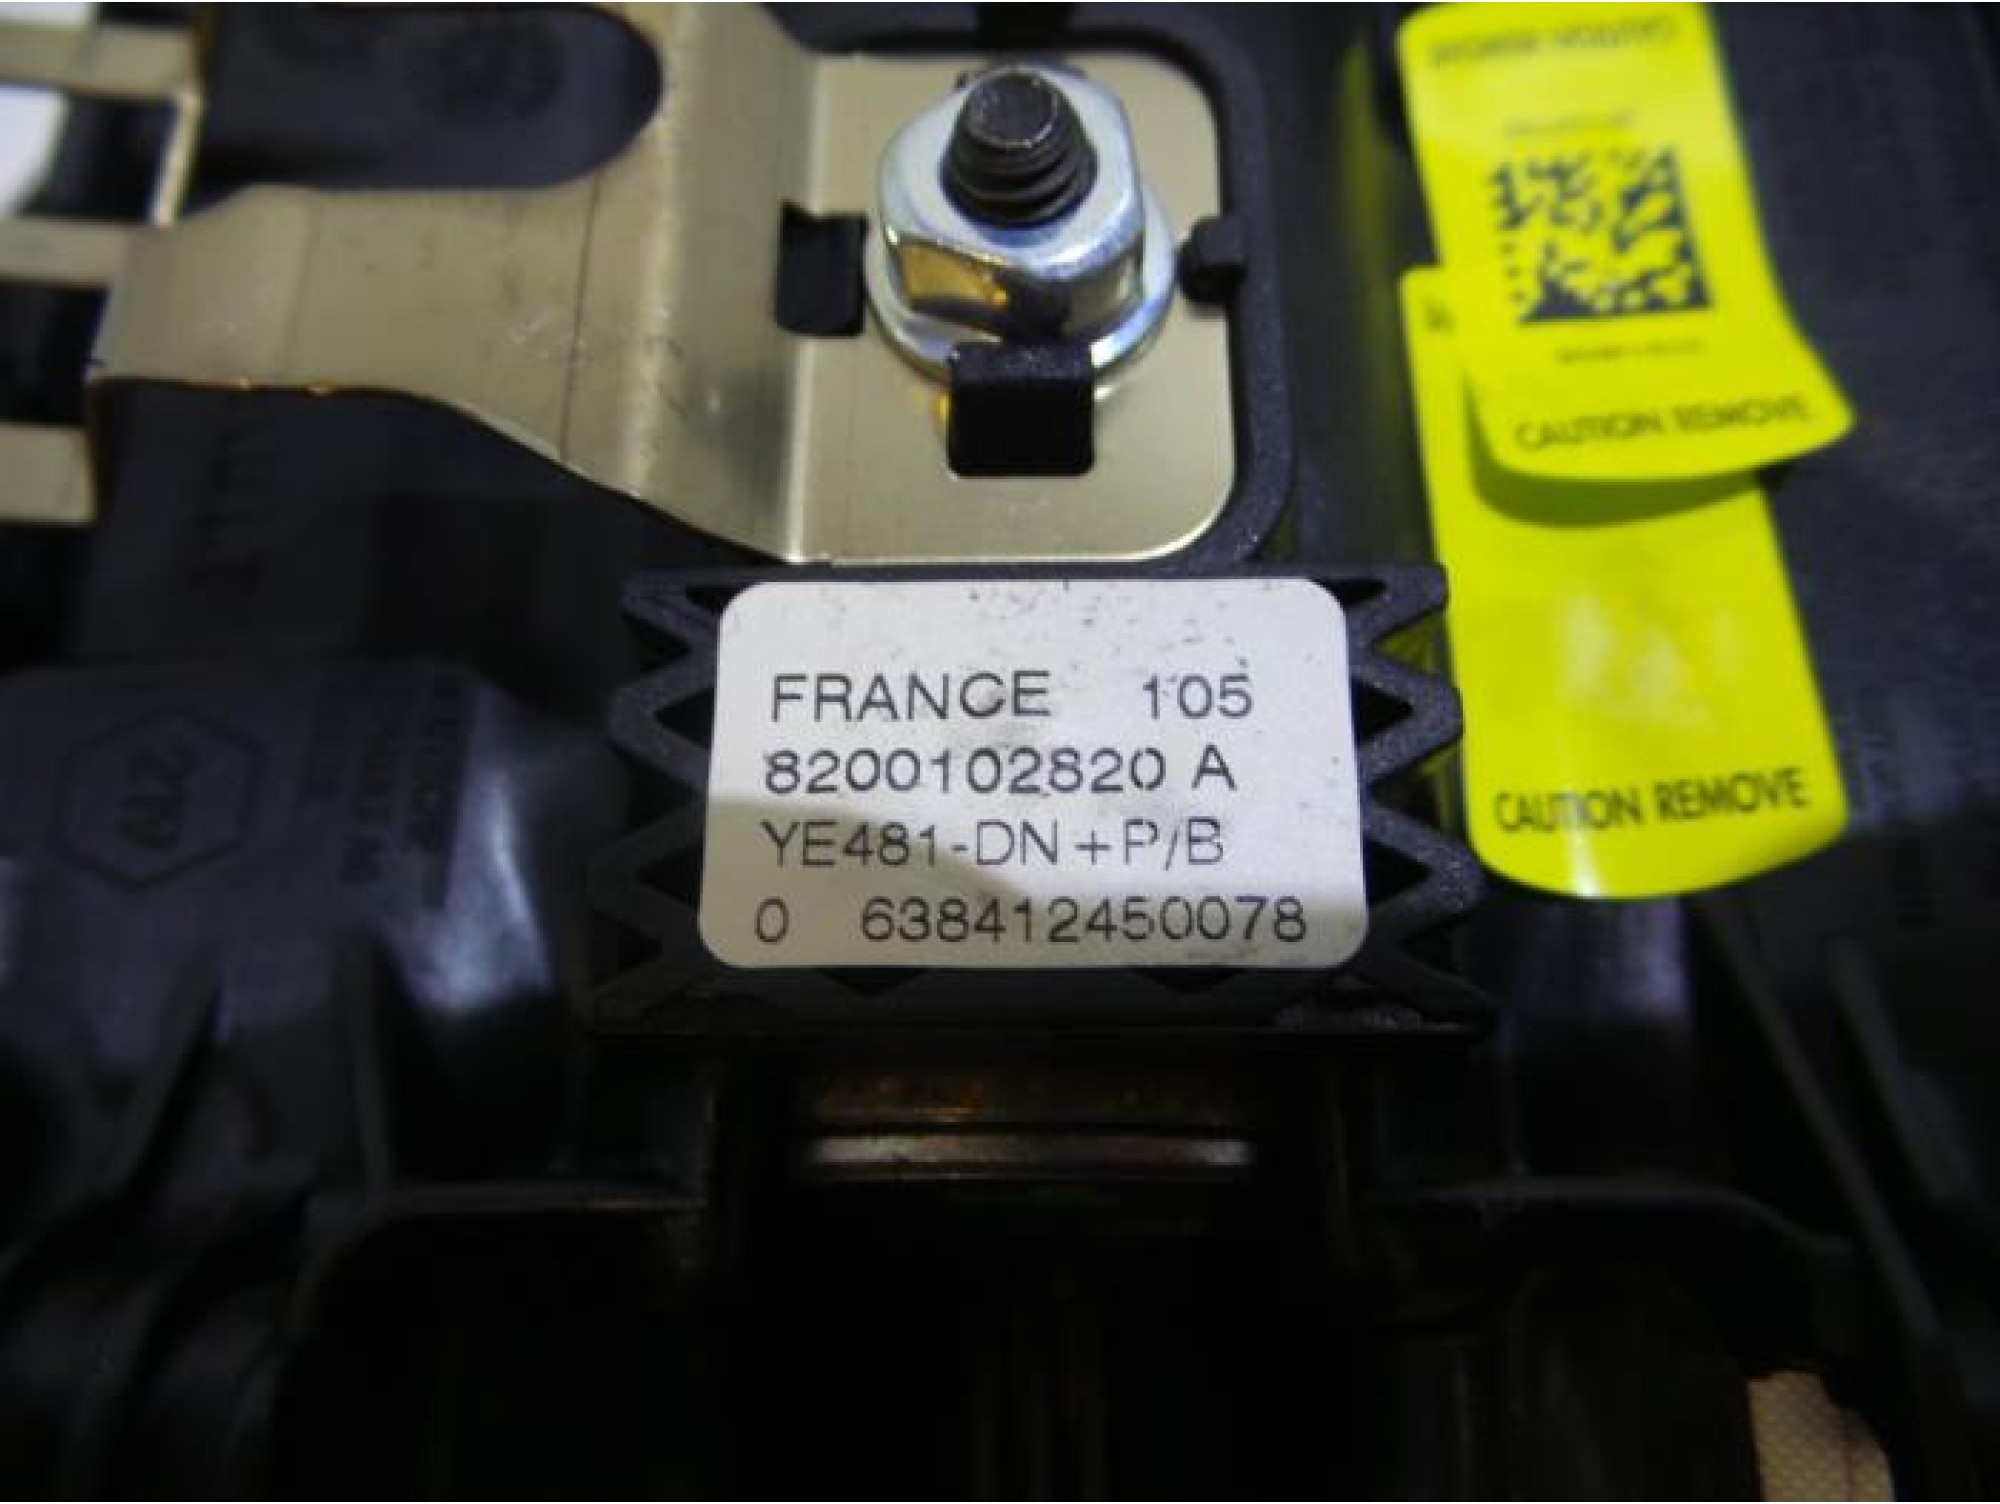 CAUTION REMOVE
CAUTION REMOVE
FRANCE 105
8200102820 A
YE481-DN+P/B
0 638412450078